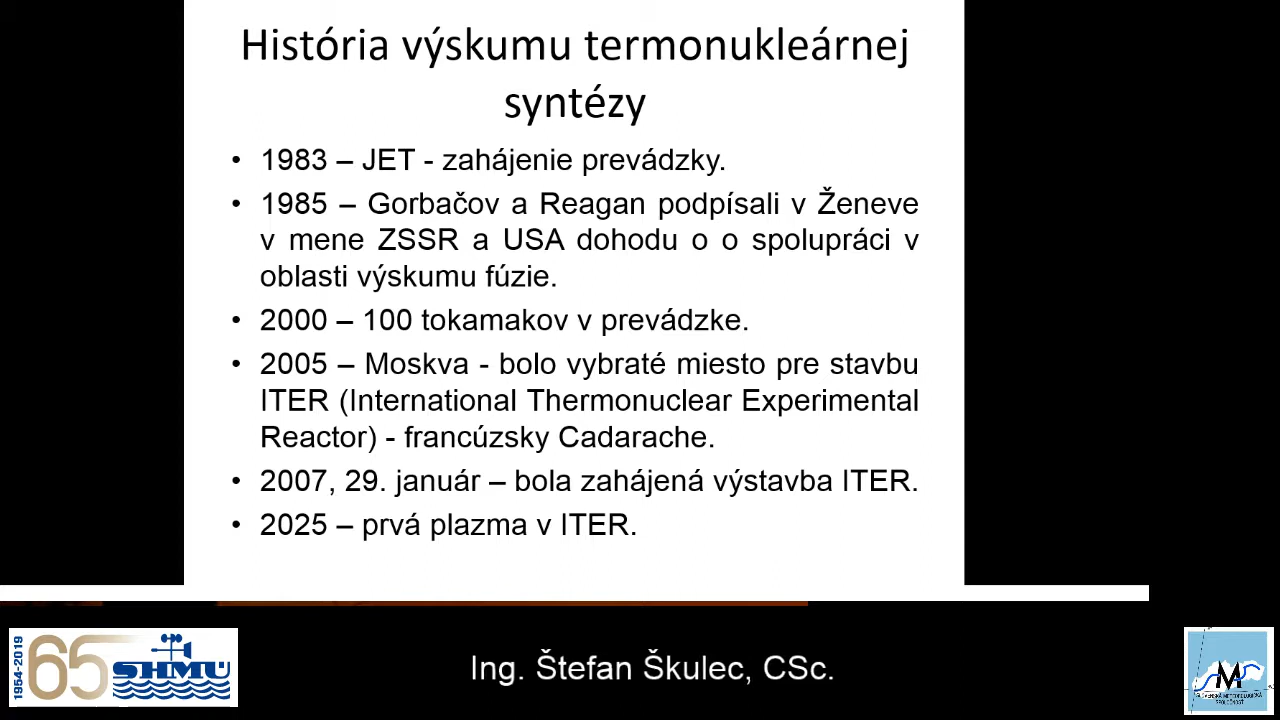 História výskumu termonukleárnej
syntézy
• 1983 – JET - zahájenie prevádzky.
• 1985 – Gorbačov a Reagan podpísali v Ženeve
v mene ZSSR a USA dohodu o o spolupráci v
oblasti výskumu fúzie.
• 2000 – 100 tokamakov v prevádzke.
• 2005 – Moskva - bolo vybraté miesto pre stavbu
ITER (International Thermonuclear Experimental
Reactor) - francúzsky Cadarache.
• 2007, 29. január – bola zahájená výstavba ITER.
• 2025 – prvá plazma v ITER.
1954-2019
65
SHMÚ
Ing. Štefan Škulec, CSc.
M
SLOVENSKÁ METEOROLOGICKÁ
SPOLOČNOSŤ